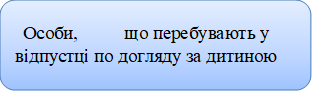 Особи, що перебувають у
відпустці по догляду за дитиною